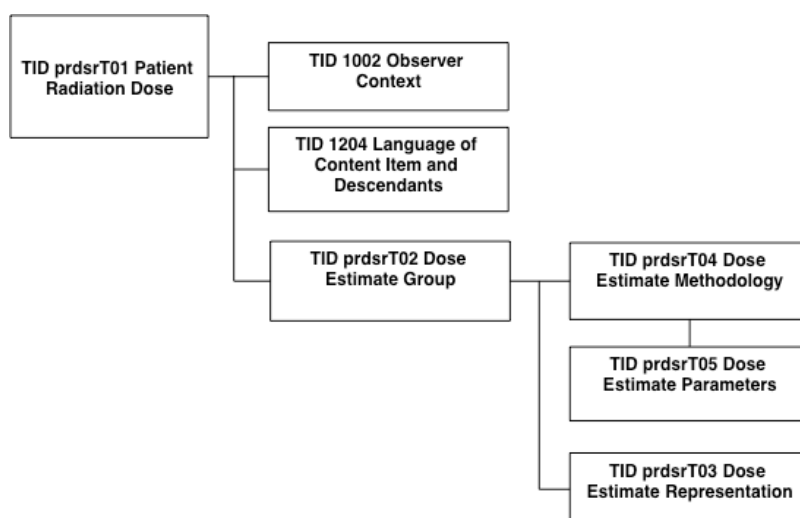 TID prdsrT01 Patient
Radiation Dose
TID 1002 Observer
Context
TID 1204 Language of
Content Item and
Descendants
TID prdsrT02 Dose
Estimate Group
TID prdsrT04 Dose
Estimate Methodology
TID prdsrT05 Dose
Estimate Parameters
TID prdsrT03 Dose
Estimate Representation